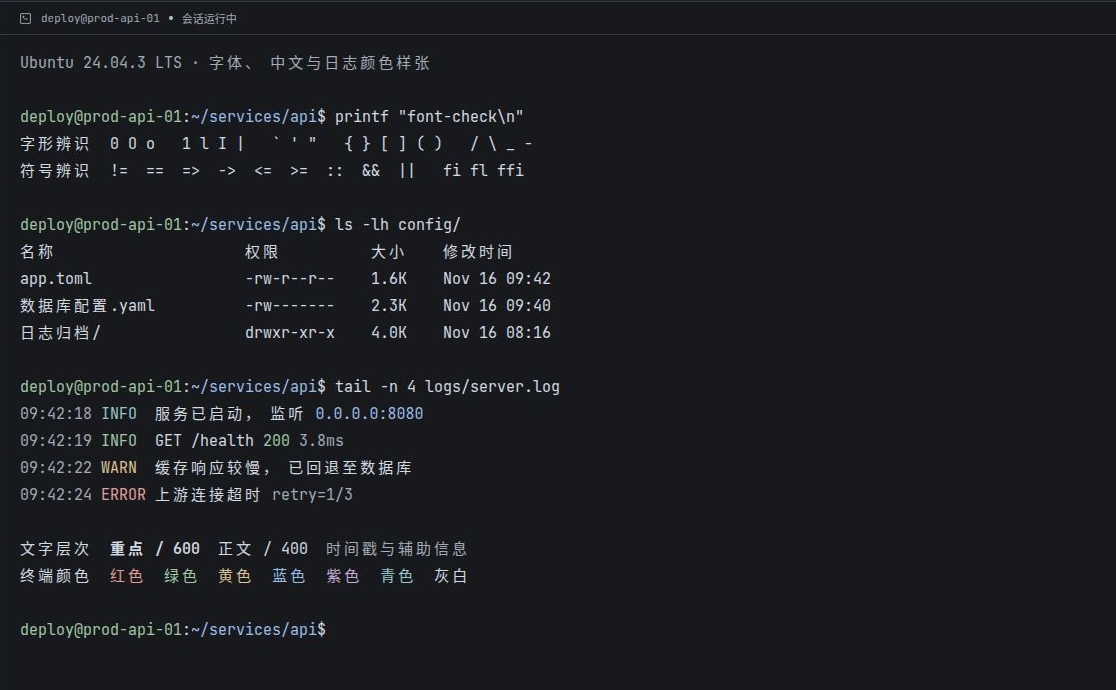 deploy@prod-api-01 • 会话运行中
Ubuntu 24.04.3 LTS · 字体、 中文与日志颜色样张
deploy@prod-api-01:~/services/api$ printf "font-check\n"
字形辨识  0 O o   1 l I |   ` ' "   { } [ ] ( )   / \ _ -
符号辨识  !=  ==  =>  ->  <=  >=  ::  &&  ||   fi fl ffi
deploy@prod-api-01:~/services/api$ ls -lh config/
名称                     权限          大小    修改时间
app.toml                 -rw-r--r--    1.6K    Nov 16 09:42
数据库配置.yaml          -rw-------    2.3K    Nov 16 09:40
日志归档/                drwxr-xr-x    4.0K    Nov 16 08:16
deploy@prod-api-01:~/services/api$ tail -n 4 logs/server.log
09:42:18 INFO  服务已启动， 监听 0.0.0.0:8080
09:42:19 INFO  GET /health 200 3.8ms
09:42:22 WARN  缓存响应较慢， 已回退至数据库
09:42:24 ERROR 上游连接超时 retry=1/3
文字层次  重点 / 600  正文 / 400  时间戳与辅助信息
终端颜色  红色  绿色  黄色  蓝色  紫色  青色  灰白
deploy@prod-api-01:~/services/api$